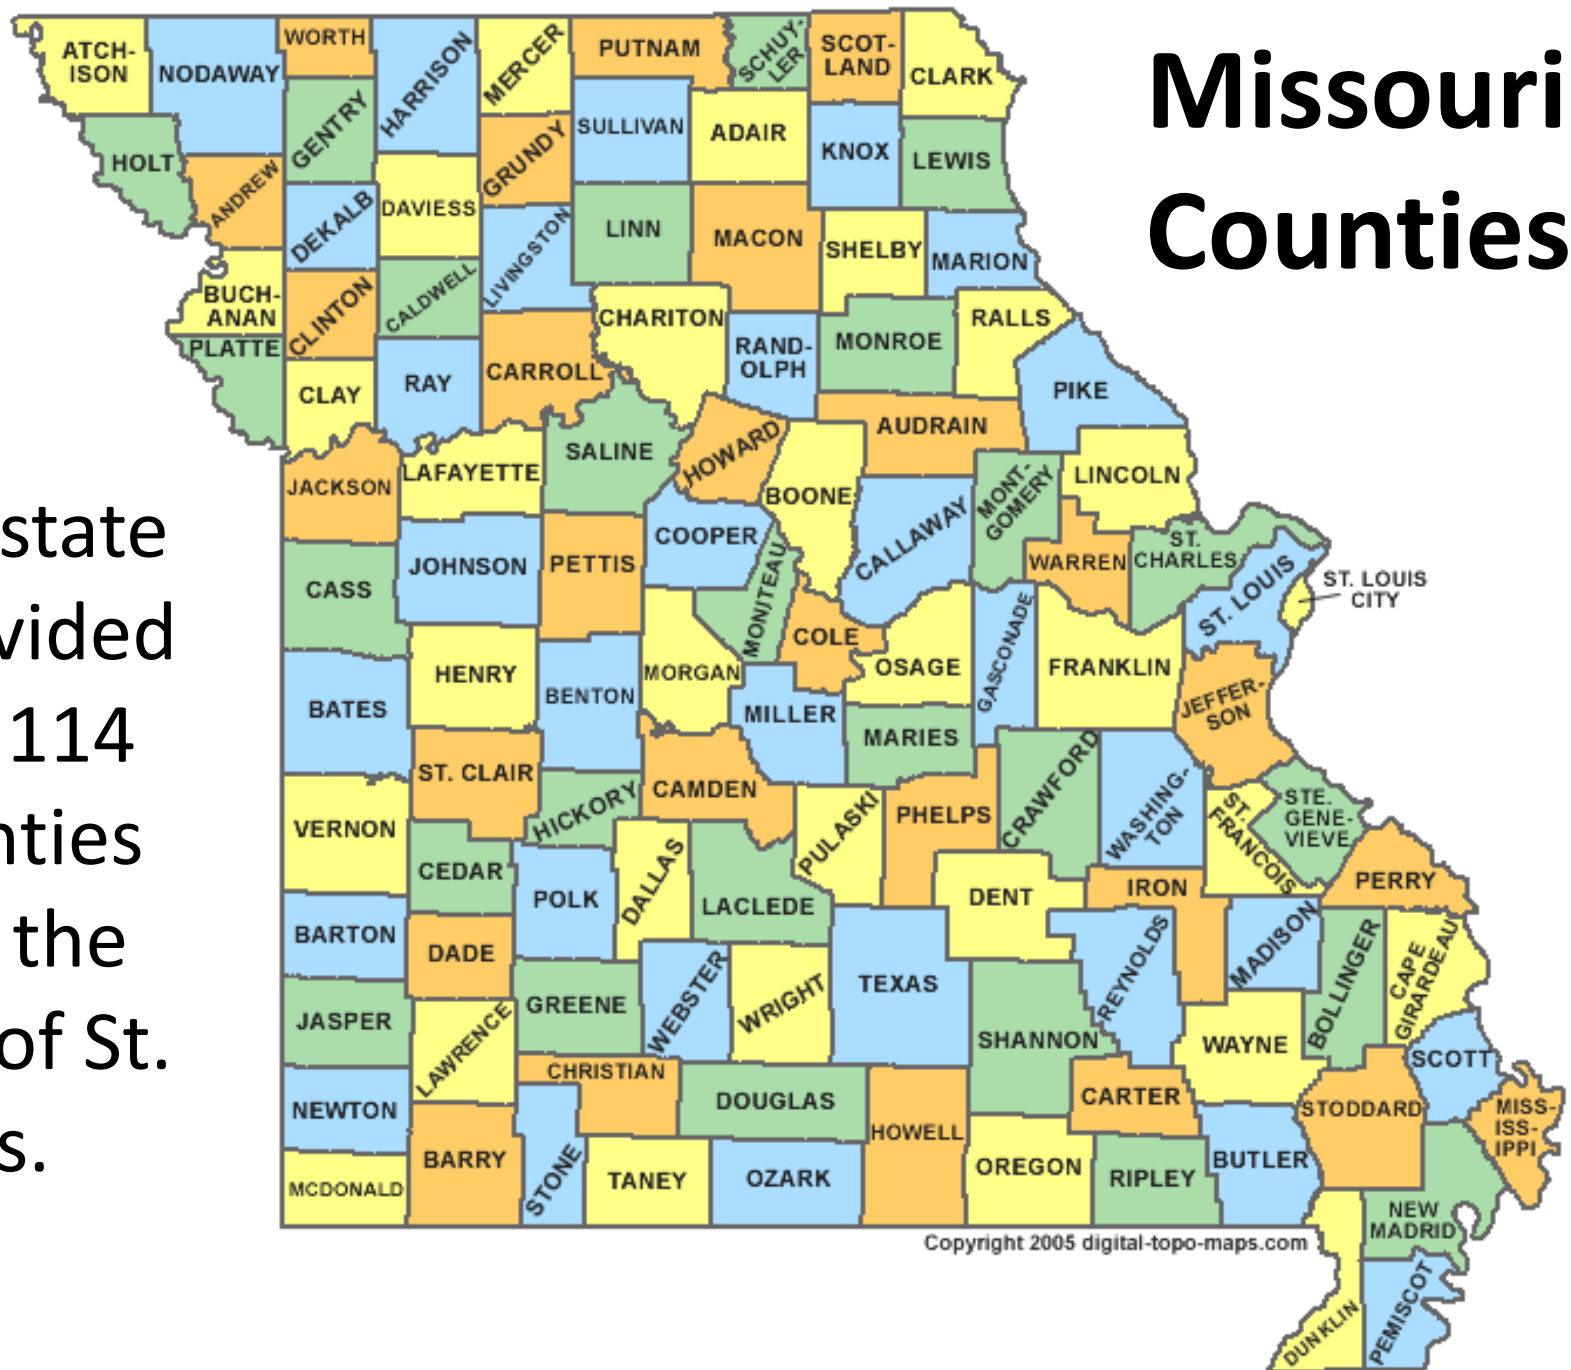 Missouri
Counties
state
vided
114
nties
the
of St.
s.
ATCH-
ISON
NODAWAY
WORTH
HARRISON
MERCER
PUTNAM
SCHUY-
LER
SCOT-
LAND
CLARK
HOLT
ANDREW
GENTRY
GRUNDY
SULLIVAN
ADAIR
KNOX
LEWIS
DEKALB
DAVIESS
LIVINGSTON
LINN
MACON
SHELBY
MARION
BUCH-
ANAN
CLINTON
CALDWELL
CHARITON
RALLS
PLATTE
CLAY
RAY
CARROLL
RAND-
OLPH
MONROE
PIKE
JACKSON
LAFAYETTE
SALINE
HOWARD
BOONE
AUDRAIN
MONT-
GOMERY
LINCOLN
CASS
JOHNSON
PETTIS
COOPER
MONITEAU
CALLAWAY
WARREN
ST.
CHARLES
ST. LOUIS
ST. LOUIS
CITY
BATES
HENRY
BENTON
MORGAN
COLE
OSAGE
GASCONADE
FRANKLIN
JEFFER-
SON
MILLER
MARIES
VERNON
ST. CLAIR
HICKORY
CAMDEN
PULASKI
PHELPS
CRAWFORD
WASHING-
TON
ST.
FRANCOIS
STE.
GENE-
VIEVE
PERRY
CEDAR
POLK
DALLAS
LACLEDE
DENT
IRON
BARTON
DADE
TEXAS
REYNOLDS
MADISON
BOLLINGER
CAPE
GIRARDEAU
JASPER
LAWRENCE
GREENE
WEBSTER
WRIGHT
SHANNON
WAYNE
SCOTT
NEWTON
CHRISTIAN
DOUGLAS
HOWELL
CARTER
STODDARD
MISS-
ISS-
IPPI
MCDONALD
BARRY
STONE
TANEY
OZARK
OREGON
RIPLEY
BUTLER
NEW
MADRID
DUNKLIN
PEMISCOT
Copyright 2005 digital-topo-maps.com